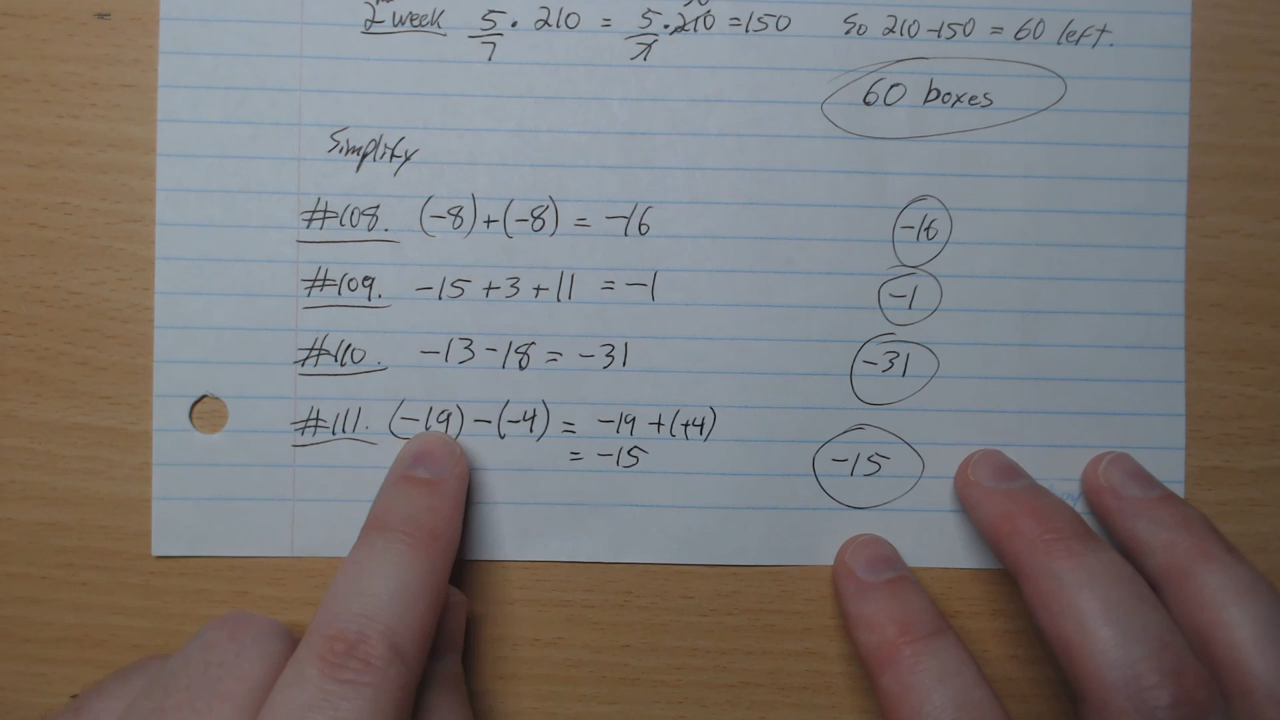 2 week 5/7 · 210 = 5·210/7 = 150 So 210-150 = 60 left.
60 boxes
Simplify
#108. (-8)+(-8) = -16 -16
#109. -15 +3 +11 = -1 -1
#110. -13 -18 = -31 -31
#111. (-19) - (-4) = -19 +(+4)
= -15 -15